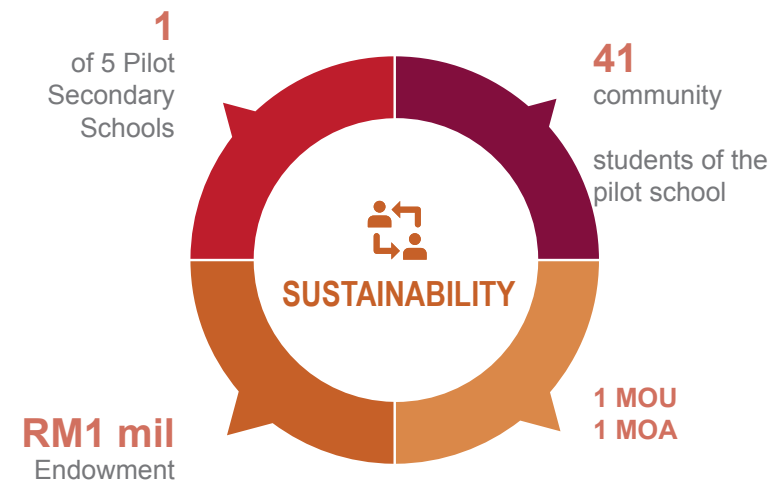 1
of 5 Pilot
Secondary
Schools
41
community
students of the
pilot school
SUSTAINABILITY
RM1 mil
Endowment
1 MOU
1 MOA